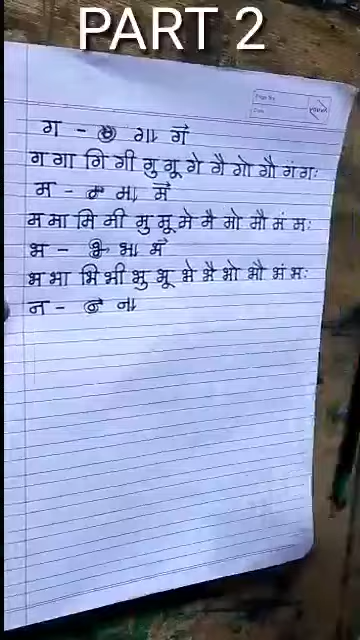 PART 2
ग - गा गं
ग गा गि गी गु गू गे गै गो गौ गं गः
म - मा मं
म मा मि मी मु मू मे मै मो मौ मं मः
भ - भा भं
भ भा भि भी भु भू भे भै भो भौ भं भः
न - ना